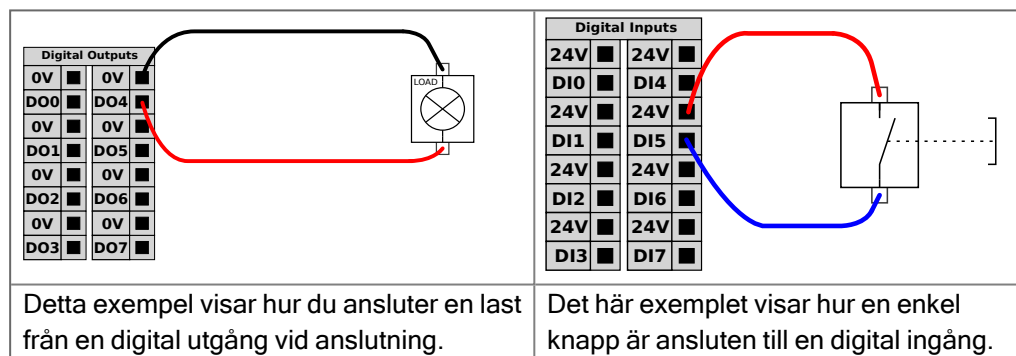 Digital Outputs
0V 0V
DO0 DO4
0V 0V
DO1 DO5
0V 0V
DO2 DO6
0V 0V
DO3 DO7
LOAD
Digital Inputs
24V 24V
DI0 DI4
24V 24V
DI1 DI5
24V 24V
DI2 DI6
24V 24V
DI3 DI7
Detta exempel visar hur du ansluter en last
från en digital utgång vid anslutning.
Det här exemplet visar hur en enkel
knapp är ansluten till en digital ingång.